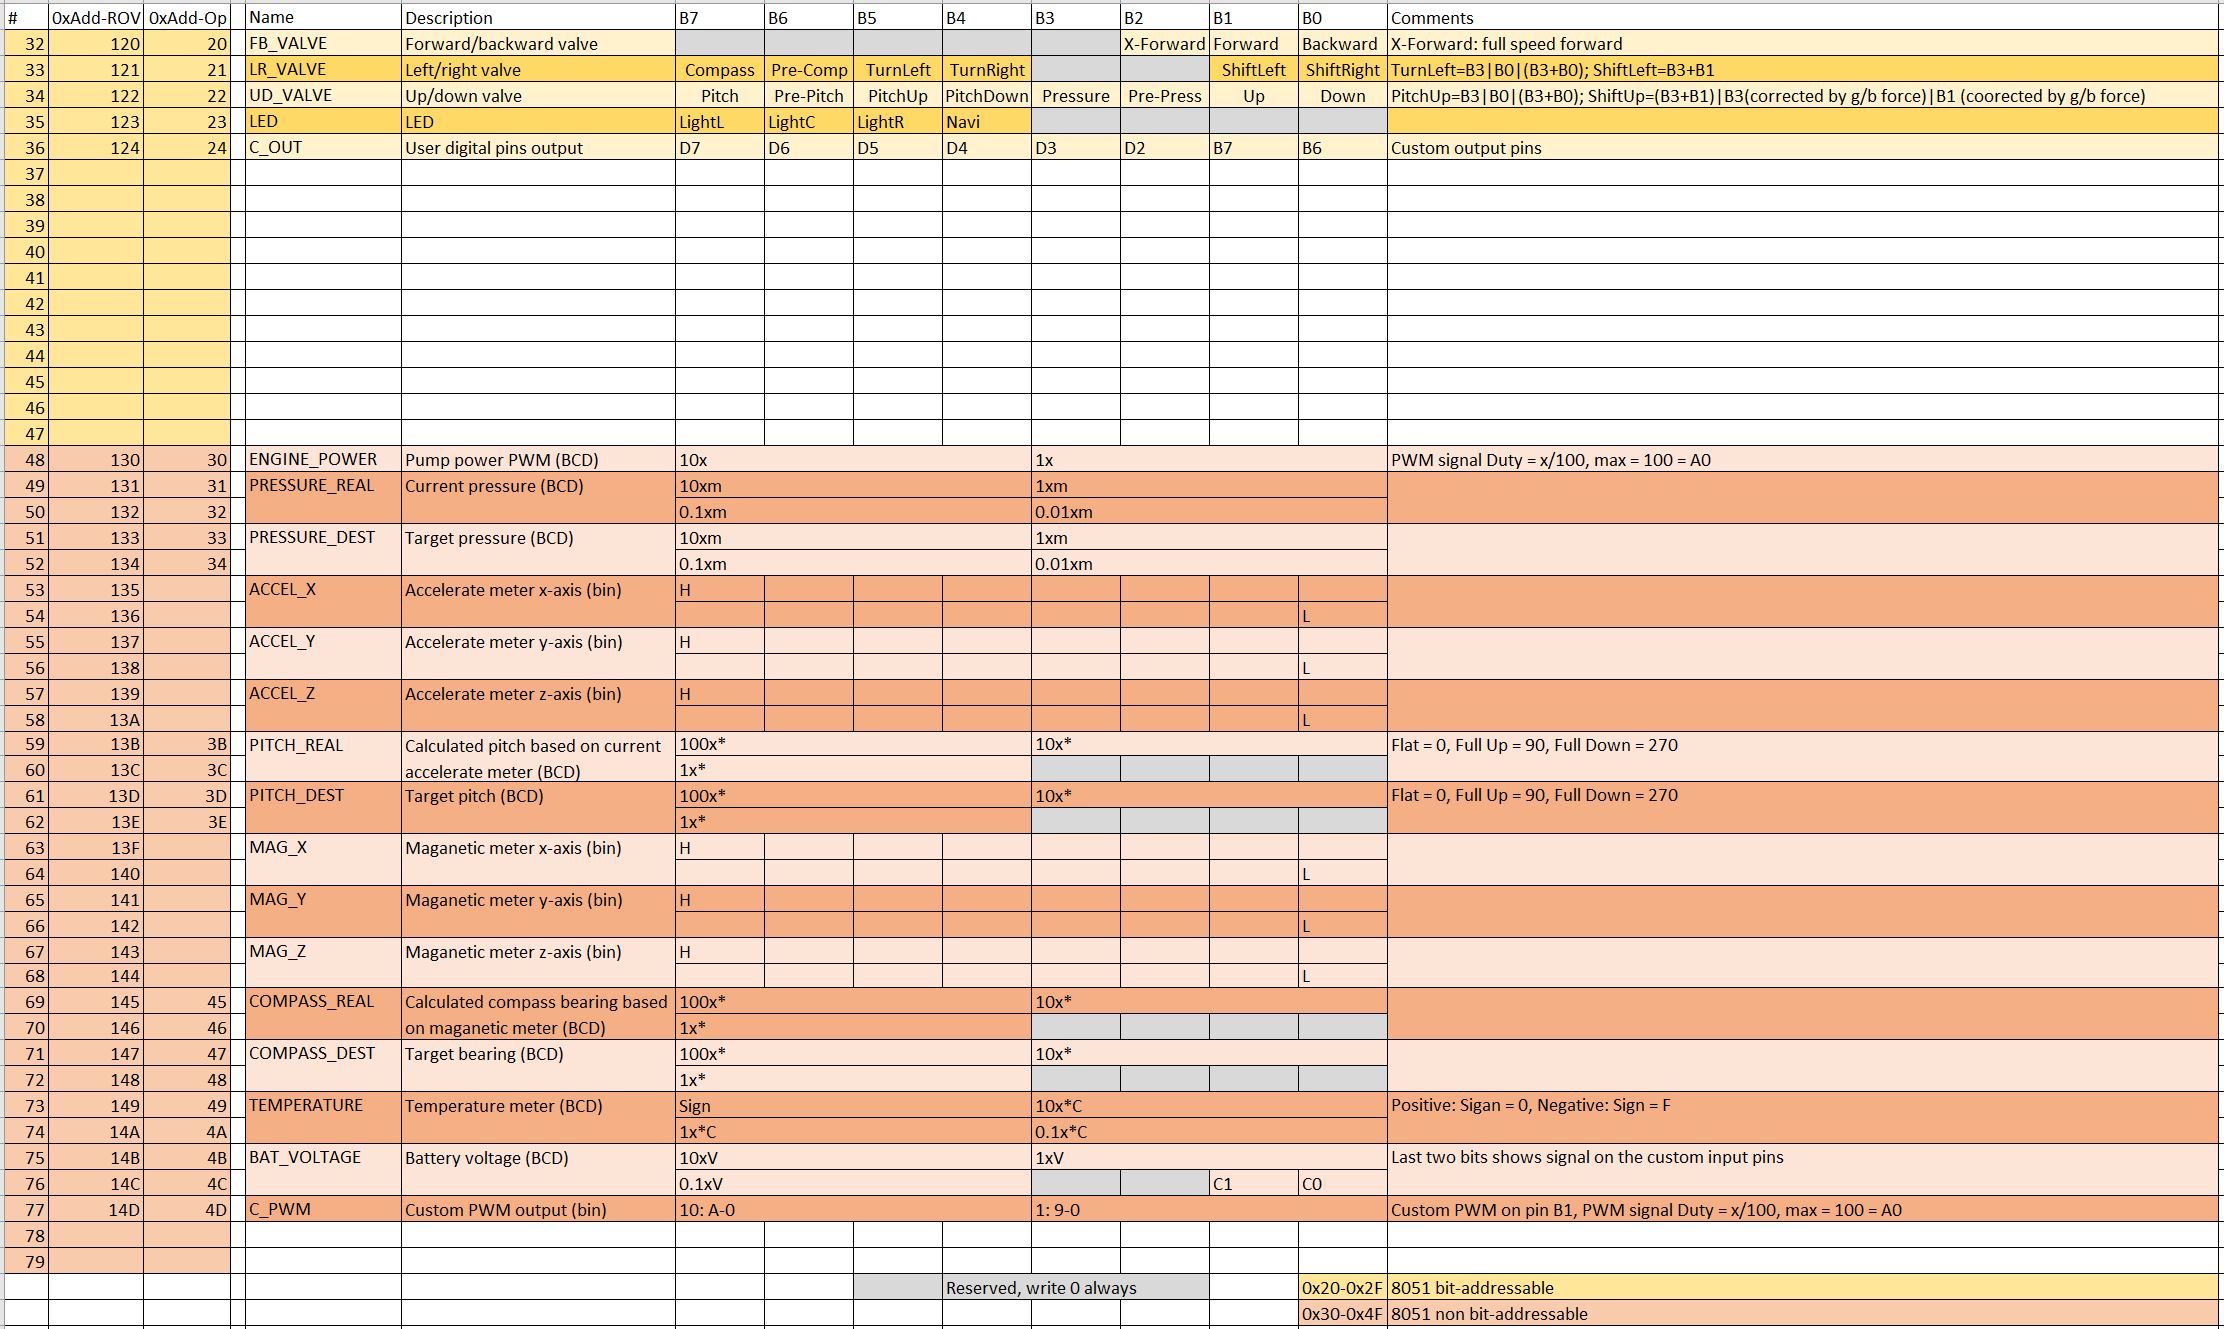 # 0xAdd-ROV 0xAdd-Op Name Description B7 B6 B5 B4 B3 B2 B1 B0 Comments
32 120 20 FB_VALVE Forward/backward valve X-Forward Forward Backward X-Forward: full speed forward
33 121 21 LR_VALVE Left/right valve Compass Pre-Comp TurnLeft TurnRight ShiftLeft ShiftRight TurnLeft=B3|B0|(B3+B0); ShiftLeft=B3+B1
34 122 22 UD_VALVE Up/down valve Pitch Pre-Pitch PitchUp PitchDown Pressure Pre-Press Up Down PitchUp=B3|B0|(B3+B0); ShiftUp=(B3+B1)|B3(corrected by g/b force)|B1 (coorected by g/b force)
35 123 23 LED LED LightL LightC LightR Navi
36 124 24 C_OUT User digital pins output D7 D6 D5 D4 D3 D2 B7 B6 Custom output pins
37
38
39
40
41
42
43
44
45
46
47
48 130 30 ENGINE_POWER Pump power PWM (BCD) 10x 1x PWM signal Duty = x/100, max = 100 = A0
49 131 31 PRESSURE_REAL Current pressure (BCD) 10xm 1xm
50 132 32 0.1xm 0.01xm
51 133 33 PRESSURE_DEST Target pressure (BCD) 10xm 1xm
52 134 34 0.1xm 0.01xm
53 135 ACCEL_X Accelerate meter x-axis (bin) H
54 136 L
55 137 ACCEL_Y Accelerate meter y-axis (bin) H
56 138 L
57 139 ACCEL_Z Accelerate meter z-axis (bin) H
58 13A L
59 13B 3B PITCH_REAL Calculated pitch based on current 100x* 10x* Flat = 0, Full Up = 90, Full Down = 270
60 13C 3C accelerate meter (BCD) 1x*
61 13D 3D PITCH_DEST Target pitch (BCD) 100x* 10x* Flat = 0, Full Up = 90, Full Down = 270
62 13E 3E 1x*
63 13F MAG_X Maganetic meter x-axis (bin) H
64 140 L
65 141 MAG_Y Maganetic meter y-axis (bin) H
66 142 L
67 143 MAG_Z Maganetic meter z-axis (bin) H
68 144 L
69 145 45 COMPASS_REAL Calculated compass bearing based 100x* 10x*
70 146 46 on maganetic meter (BCD) 1x*
71 147 47 COMPASS_DEST Target bearing (BCD) 100x* 10x*
72 148 48 1x*
73 149 49 TEMPERATURE Temperature meter (BCD) Sign 10x*C Positive: Sigan = 0, Negative: Sign = F
74 14A 4A 1x*C 0.1x*C
75 14B 4B BAT_VOLTAGE Battery voltage (BCD) 10xV 1xV Last two bits shows signal on the custom input pins
76 14C 4C 0.1xV C1 C0
77 14D 4D C_PWM Custom PWM output (bin) 10: A-0 1: 9-0 Custom PWM on pin B1, PWM signal Duty = x/100, max = 100 = A0
78
79
Reserved, write 0 always 0x20-0x2F 8051 bit-addressable
0x30-0x4F 8051 non bit-addressable